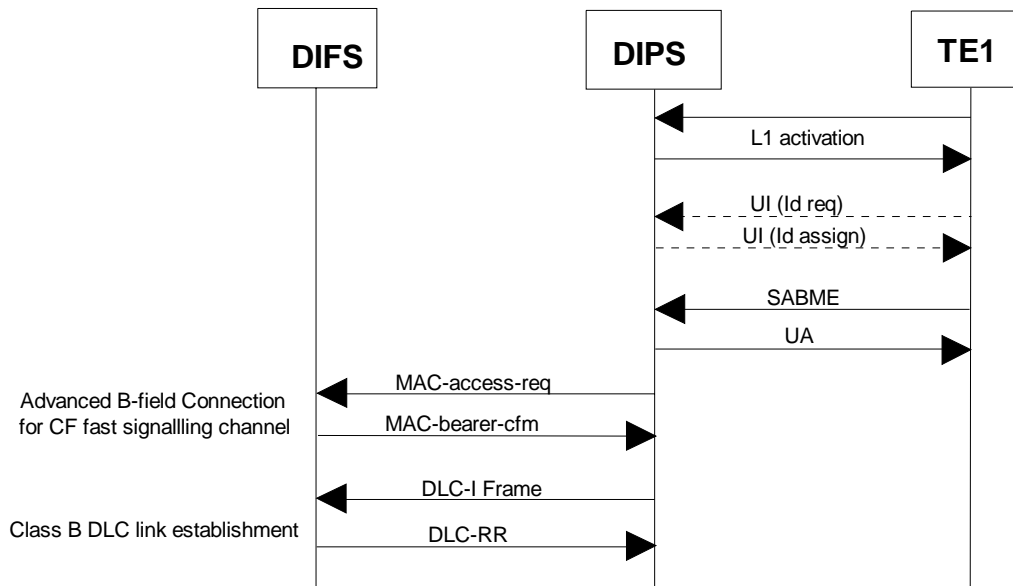 DIFS
DIPS
TE1
L1 activation
UI (Id req)
UI (Id assign)
SABME
UA
MAC-access-req
Advanced B-field Connection
for CF fast signallling channel
MAC-bearer-cfm
DLC-I Frame
Class B DLC link establishment
DLC-RR